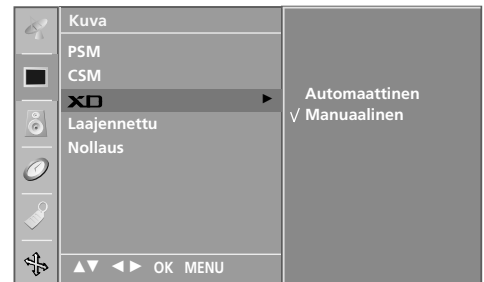 Kuva
PSM
CSM
XD ►
Laajennettu
Nollaus
Automaattinen
√ Manuaalinen
▲▼ ◄► OK MENU